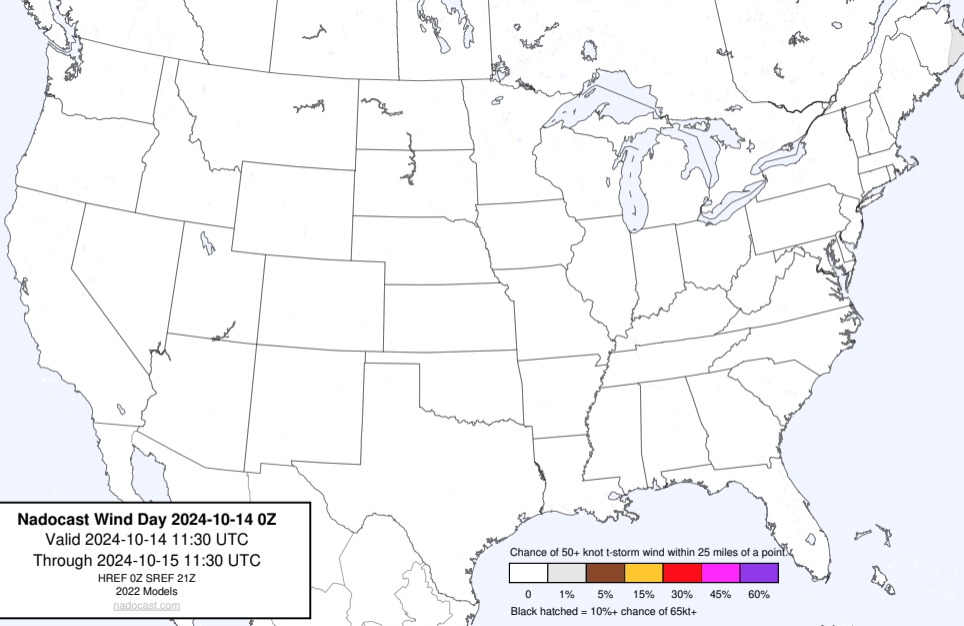 Nadocast Wind Day 2024-10-14 0Z
Valid 2024-10-14 11:30 UTC
Through 2024-10-15 11:30 UTC
HREF 0Z SREF 21Z
2022 Models
nadocast.com
Chance of 50+ knot t-storm wind within 25 miles of a point.
0 1% 5% 15% 30% 45% 60%
Black hatched = 10%+ chance of 65kt+